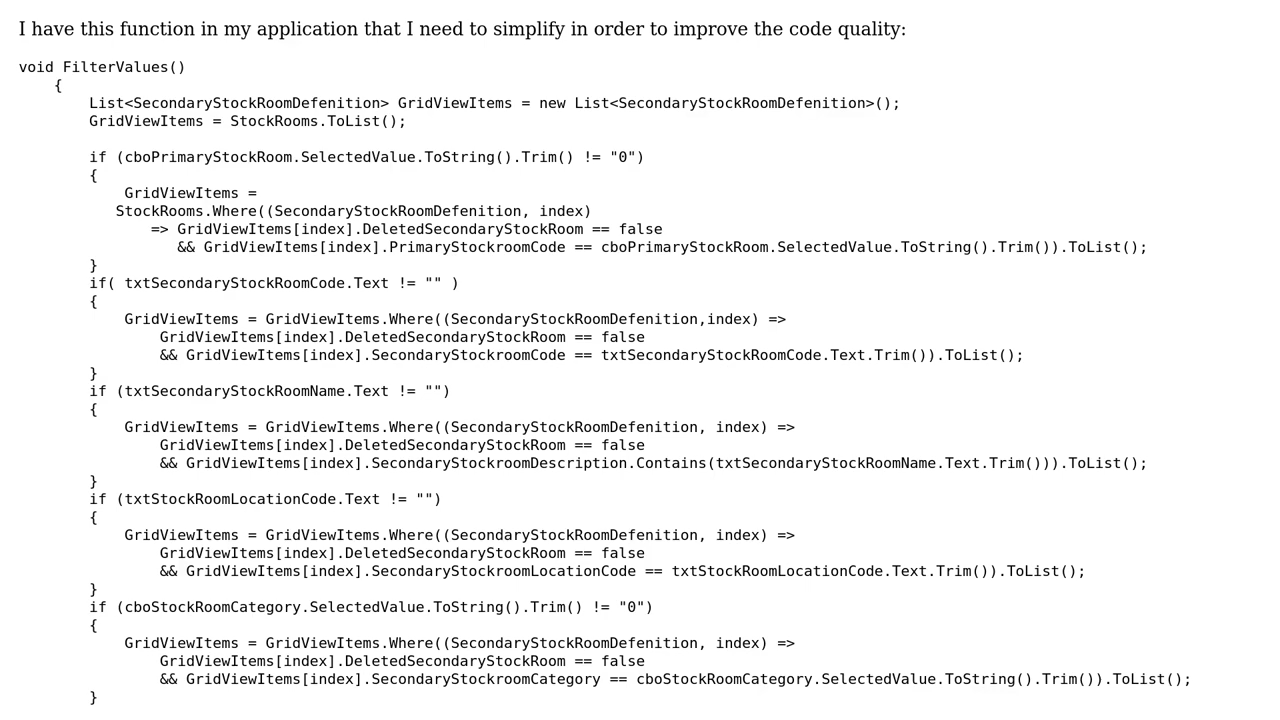 I have this function in my application that I need to simplify in order to improve the code quality:
void FilterValues()
{
List<SecondaryStockRoomDefenition> GridViewItems = new List<SecondaryStockRoomDefenition>();
GridViewItems = StockRooms.ToList();
if (cboPrimaryStockRoom.SelectedValue.ToString().Trim() != "0")
{
GridViewItems =
StockRooms.Where((SecondaryStockRoomDefenition, index)
=> GridViewItems[index].DeletedSecondaryStockRoom == false
&& GridViewItems[index].PrimaryStockroomCode == cboPrimaryStockRoom.SelectedValue.ToString().Trim()).ToList();
}
if( txtSecondaryStockRoomCode.Text != "" )
{
GridViewItems = GridViewItems.Where((SecondaryStockRoomDefenition,index) =>
GridViewItems[index].DeletedSecondaryStockRoom == false
&& GridViewItems[index].SecondaryStockroomCode == txtSecondaryStockRoomCode.Text.Trim()).ToList();
}
if (txtSecondaryStockRoomName.Text != "")
{
GridViewItems = GridViewItems.Where((SecondaryStockRoomDefenition, index) =>
GridViewItems[index].DeletedSecondaryStockRoom == false
&& GridViewItems[index].SecondaryStockroomDescription.Contains(txtSecondaryStockRoomName.Text.Trim())).ToList();
}
if (txtStockRoomLocationCode.Text != "")
{
GridViewItems = GridViewItems.Where((SecondaryStockRoomDefenition, index) =>
GridViewItems[index].DeletedSecondaryStockRoom == false
&& GridViewItems[index].SecondaryStockroomLocationCode == txtStockRoomLocationCode.Text.Trim()).ToList();
}
if (cboStockRoomCategory.SelectedValue.ToString().Trim() != "0")
{
GridViewItems = GridViewItems.Where((SecondaryStockRoomDefenition, index) =>
GridViewItems[index].DeletedSecondaryStockRoom == false
&& GridViewItems[index].SecondaryStockroomCategory == cboStockRoomCategory.SelectedValue.ToString().Trim()).ToList();
}